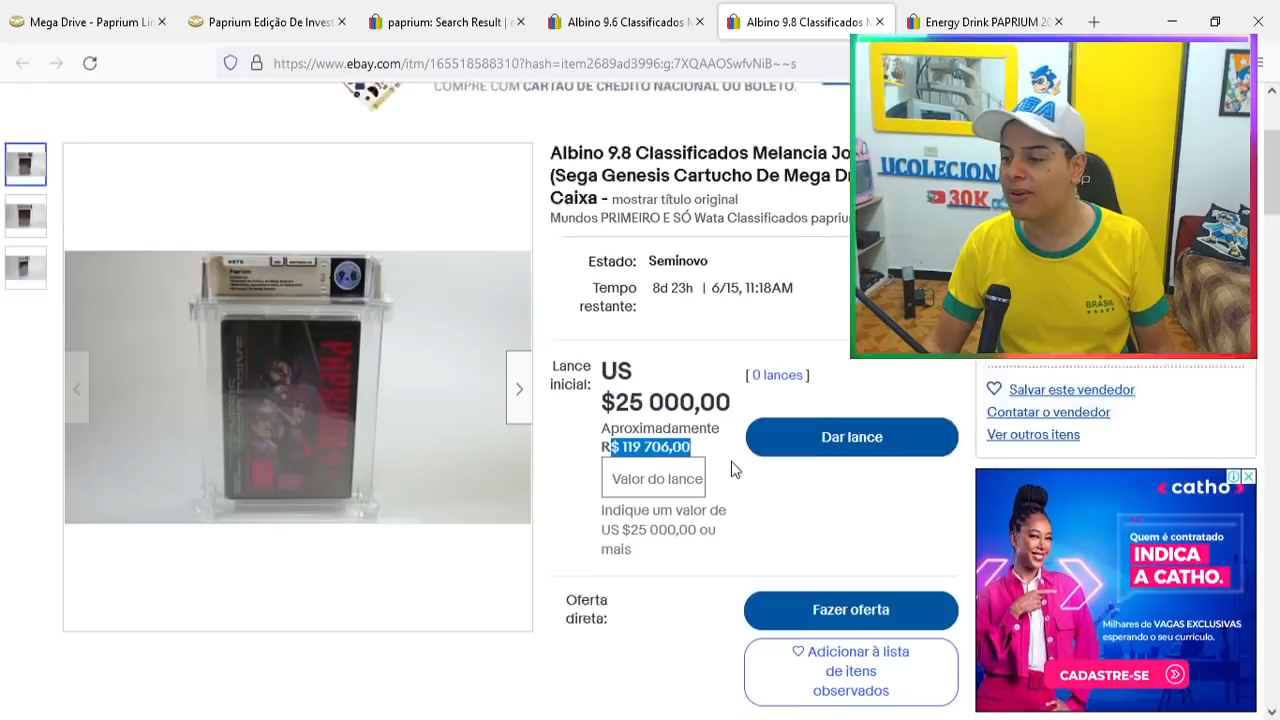 Mega Drive - Paprium Lim
Paprium Edição De Invest
paprium: Search Result | e
Albino 9.6 Classificados M
Albino 9.8 Classificados M
Energy Drink PAPRIUM 20
https://www.ebay.com/itm/165518588310?hash=item2689ad3996:g:7XQAAOSwfvNiB~~s
COMPRE COM CARTÃO DE CRÉDITO NACIONAL OU BOLETO.
Albino 9.8 Classificados Melancia Jo
(Sega Genesis Cartucho De Mega Dr
Caixa - mostrar título original
Mundos PRIMEIRO E SÓ Wata Classificados papriu
Estado: Seminovo
Tempo restante: 8d 23h | 6/15, 11:18AM
Lance inicial:
US $25 000,00
[ 0 lances ]
Aproximadamente
R$ 119 706,00
Dar lance
Valor do lance
Indique um valor de
US $25 000,00 ou
mais
Oferta direta:
Fazer oferta
Adicionar à lista
de itens
observados
9.8
Paprium
PAPRIUM
SEGA
UCOLECION
30K
BRASIL
Salvar este vendedor
Contatar o vendedor
Ver outros itens
catho
Quem é contratado
INDICA
A CATHO.
Milhares de VAGAS EXCLUSIVAS
esperando o seu currículo.
CADASTRE-SE